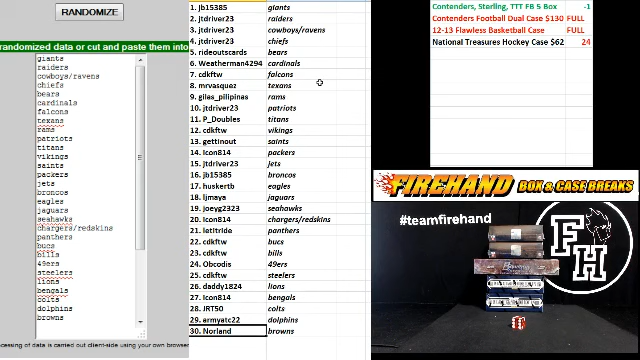 RANDOMIZE
randomized data or cut and paste them into
giants
raiders
cowboys/ravens
chiefs
bears
cardinals
falcons
texans
rams
patriots
titans
vikings
saints
packers
jets
broncos
eagles
jaguars
seahawks
chargers/redskins
panthers
bucs
bills
49ers
steelers
lions
bengals
colts
dolphins
browns
cessing of data is carried out client-side using your own browser
1. jb15385 giants
2. jtdriver23 raiders
3. jtdriver23 cowboys/ravens
4. jtdriver23 chiefs
5. rideoutcards bears
6. Weatherman4294 cardinals
7. cdkftw falcons
8. mrvasquez texans
9. gilas_pilipinas rams
10. jtdriver23 patriots
11. P_Doubles titans
12. cdkftw vikings
13. gettinout saints
14. Icon814 packers
15. jtdriver23 jets
16. jb15385 broncos
17. huskertb eagles
18. ljmaya jaguars
19. joeyg2323 seahawks
20. Icon814 chargers/redskins
21. letitride panthers
22. cdkftw bucs
23. cdkftw bills
24. Obcodis 49ers
25. cdkftw steelers
26. daddy1824 lions
27. Icon814 bengals
28. JRT50 colts
29. armyatc22 dolphins
30. Norland browns
Contenders, Sterling, TTT FB 5 Box -1
Contenders Football Dual Case $130 FULL
12-13 Flawless Basketball Case FULL
National Treasures Hockey Case $62 24
FIREHAND BOX & CASE BREAKS
#teamfirehand
F H